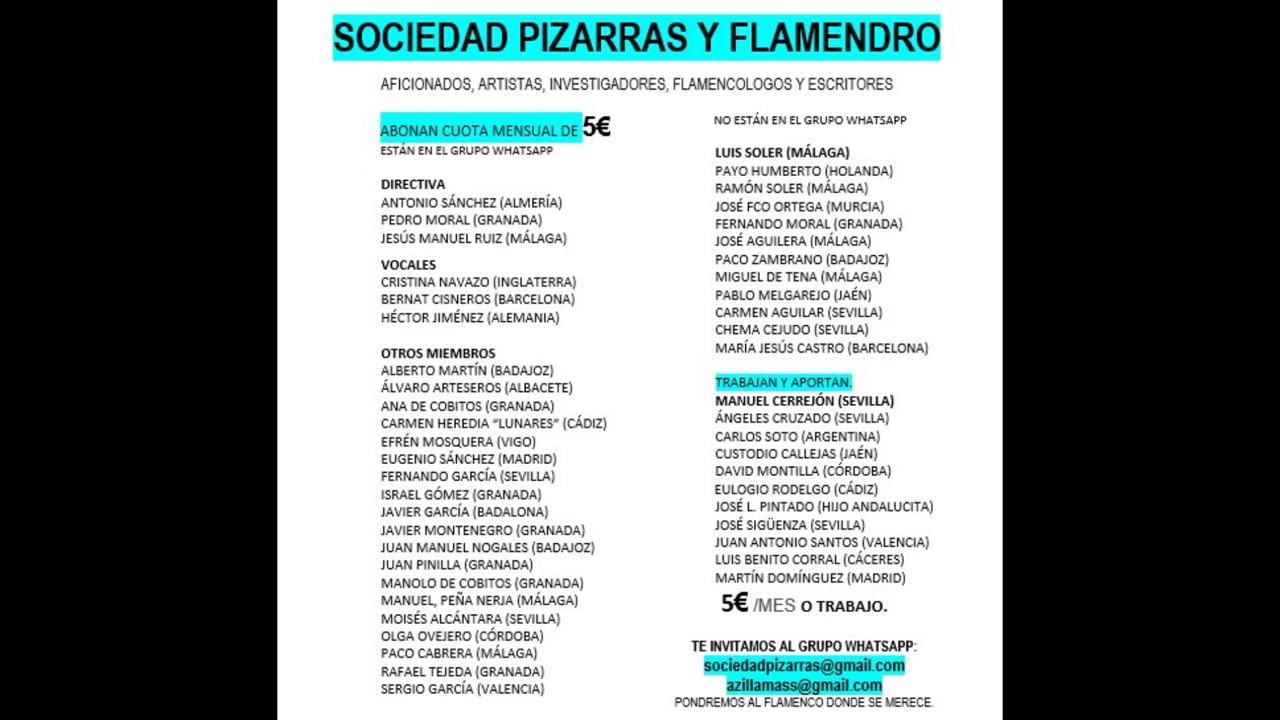 SOCIEDAD PIZARRAS Y FLAMENDRO
AFICIONADOS, ARTISTAS, INVESTIGADORES, FLAMENCOLOGOS Y ESCRITORES
ABONAN CUOTA MENSUAL DE 5€
ESTÁN EN EL GRUPO WHATSAPP
DIRECTIVA
ANTONIO SÁNCHEZ (ALMERÍA)
PEDRO MORAL (GRANADA)
JESÚS MANUEL RUIZ (MÁLAGA)
VOCALES
CRISTINA NAVAZO (INGLATERRA)
BERNAT CISNEROS (BARCELONA)
HÉCTOR JIMÉNEZ (ALEMANIA)
OTROS MIEMBROS
ALBERTO MARTÍN (BADAJOZ)
ÁLVARO ARTESEROS (ALBACETE)
ANA DE COBITOS (GRANADA)
CARMEN HEREDIA “LUNARES” (CÁDIZ)
EFRÉN MOSQUERA (VIGO)
EUGENIO SÁNCHEZ (MADRID)
FERNANDO GARCÍA (SEVILLA)
ISRAEL GÓMEZ (GRANADA)
JAVIER GARCÍA (BADALONA)
JAVIER MONTENEGRO (GRANADA)
JUAN MANUEL NOGALES (BADAJOZ)
JUAN PINILLA (GRANADA)
MANOLO DE COBITOS (GRANADA)
MANUEL, PEÑA NERJA (MÁLAGA)
MOISÉS ALCÁNTARA (SEVILLA)
OLGA OVEJERO (CÓRDOBA)
PACO CABRERA (MÁLAGA)
RAFAEL TEJEDA (GRANADA)
SERGIO GARCÍA (VALENCIA)
NO ESTÁN EN EL GRUPO WHATSAPP
LUIS SOLER (MÁLAGA)
PAYO HUMBERTO (HOLANDA)
RAMÓN SOLER (MÁLAGA)
JOSÉ FCO ORTEGA (MURCIA)
FERNANDO MORAL (GRANADA)
JOSÉ AGUILERA (MÁLAGA)
PACO ZAMBRANO (BADAJOZ)
MIGUEL DE TENA (MÁLAGA)
PABLO MELGAREJO (JAÉN)
CARMEN AGUILAR (SEVILLA)
CHEMA CEJUDO (SEVILLA)
MARÍA JESÚS CASTRO (BARCELONA)
TRABAJAN Y APORTAN.
MANUEL CERREJÓN (SEVILLA)
ÁNGELES CRUZADO (SEVILLA)
CARLOS SOTO (ARGENTINA)
CUSTODIO CALLEJAS (JAÉN)
DAVID MONTILLA (CÓRDOBA)
EULOGIO RODELGO (CÁDIZ)
JOSÉ L. PINTADO (HIJO ANDALUCITA)
JOSÉ SIGÜENZA (SEVILLA)
JUAN ANTONIO SANTOS (VALENCIA)
LUIS BENITO CORRAL (CÁCERES)
MARTÍN DOMÍNGUEZ (MADRID)
5€ /MES O TRABAJO.
TE INVITAMOS AL GRUPO WHATSAPP:
sociedadpizarras@gmail.com
azillamass@gmail.com
PONDREMOS AL FLAMENCO DONDE SE MERECE.